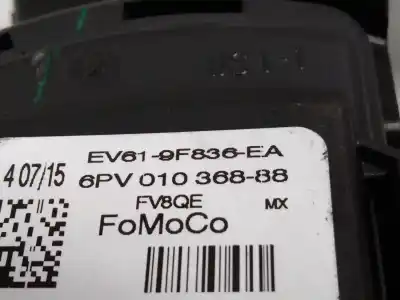 EV61-9F836-EA
4 07/15 6PV 010 368-88
FV8QE MX
FoMoCo